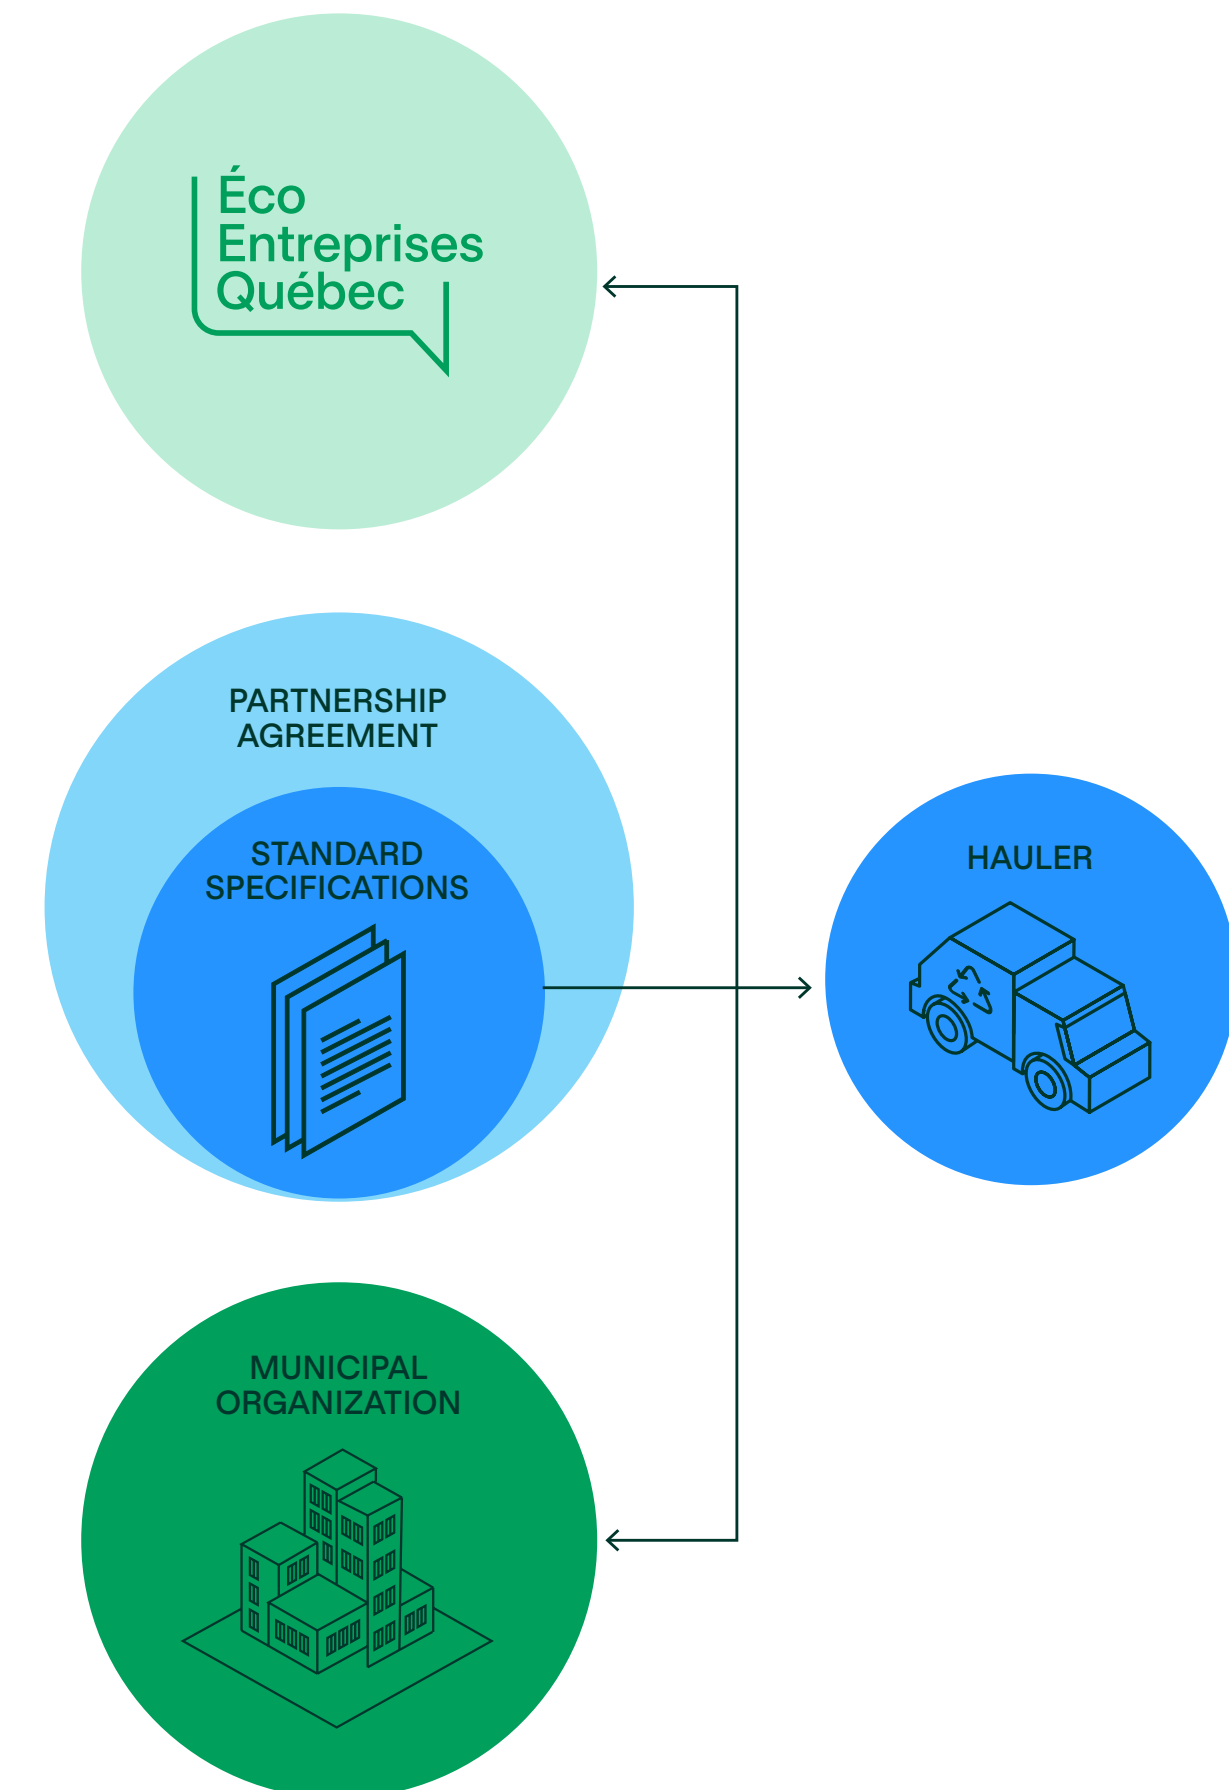 Éco
Entreprises
Québec
PARTNERSHIP
AGREEMENT
STANDARD
SPECIFICATIONS
HAULER
MUNICIPAL
ORGANIZATION